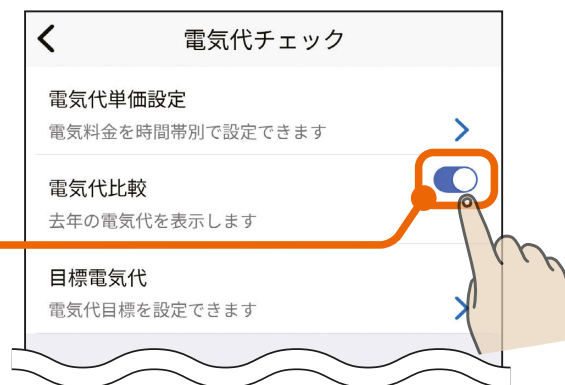 電気代チェック
電気代単価設定
電気料金を時間帯別で設定できます
電気代比較
去年の電気代を表示します
目標電気代
電気代目標を設定できます